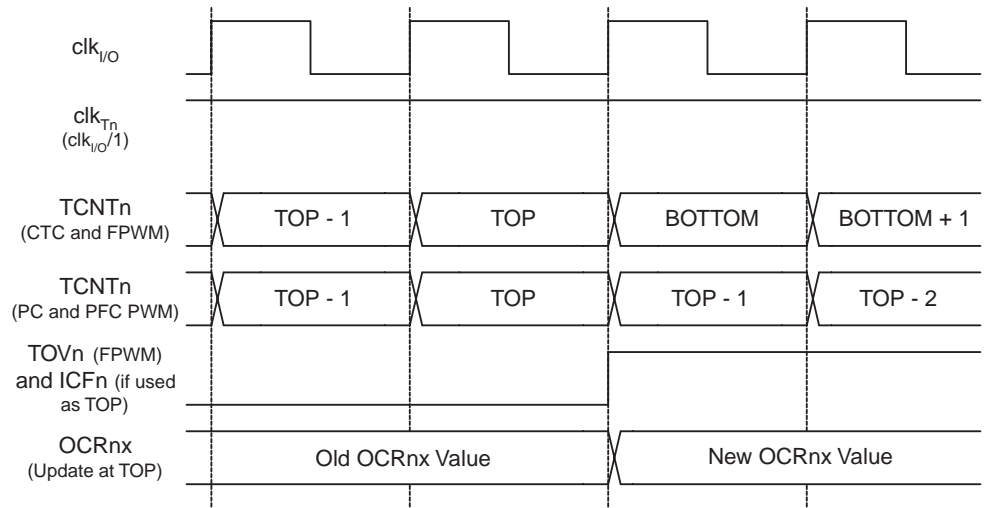 clkI/O
clkTn
(clkI/O/1)
TCNTn
(CTC and FPWM)
TOP - 1
TOP
BOTTOM
BOTTOM + 1
TCNTn
(PC and PFC PWM)
TOP - 1
TOP
TOP - 1
TOP - 2
TOVn (FPWM)
and ICFn (if used
as TOP)
OCRnx
(Update at TOP)
Old OCRnx Value
New OCRnx Value